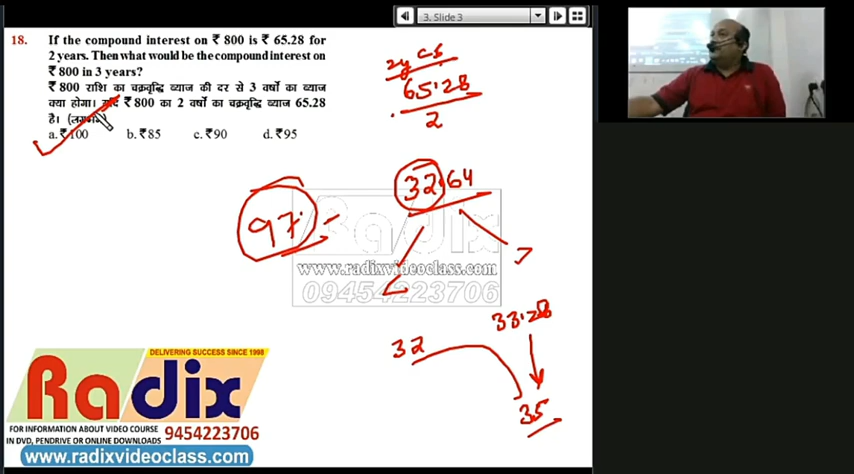 3. Slide 3
18. If the compound interest on ₹ 800 is ₹ 65.28 for
2 years. Then what would be the compound interest on
₹ 800 in 3 years?
₹ 800 राशि का चक्रवृद्धि व्याज की दर से 3 वर्षो का व्याज
क्या होगा। यदि ₹ 800 का 2 वर्षो का चक्रवृद्धि व्याज 65.28
है।
a. ₹ 100 b. ₹ 85 c. ₹ 90 d. ₹ 95
2y
65.28
2
32.64
97
Radix
www.radixvideoclass.com
09454223706
33.28
32
35
DELIVERING SUCCESS SINCE 1998
Radix
FOR INFORMATION ABOUT VIDEO COURSE
IN DVD, PENDRIVE OR ONLINE DOWNLOADS 9454223706
www.radixvideoclass.com